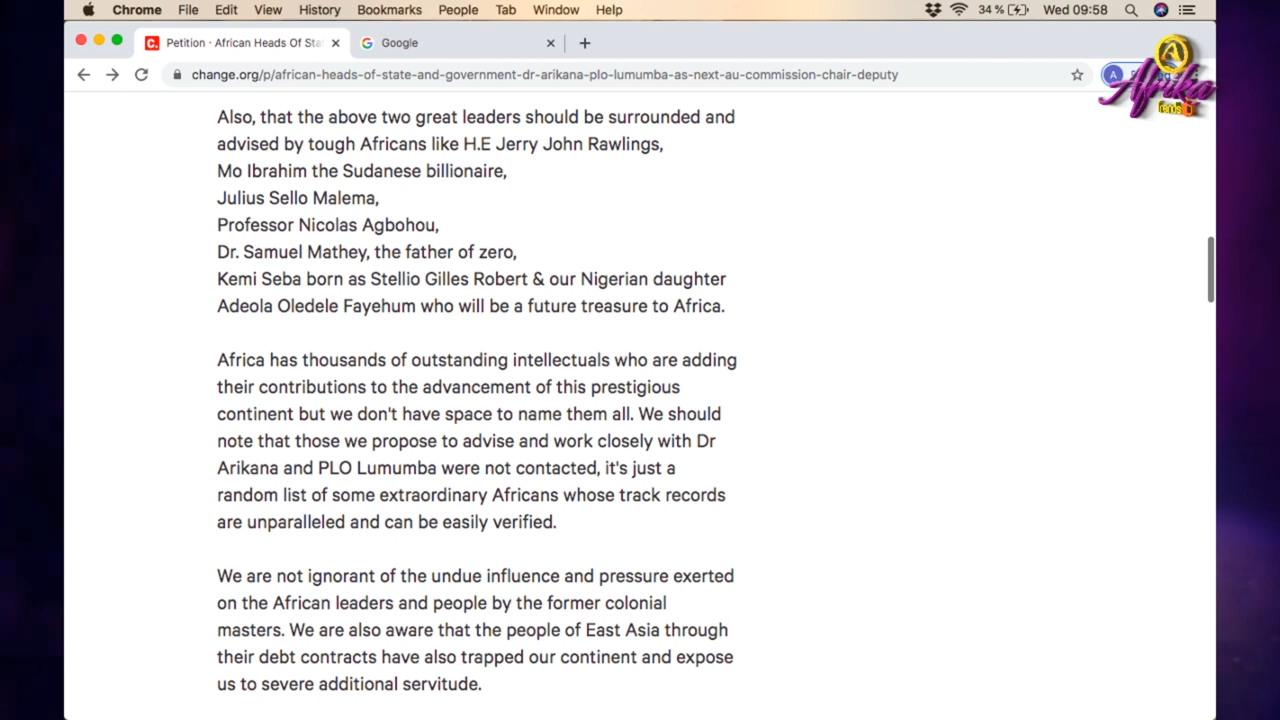 Chrome File Edit View History Bookmarks People Tab Window Help 34 % Wed 09:58
Petition · African Heads Of Sta Google
change.org/p/african-heads-of-state-and-government-dr-arikana-plo-lumumba-as-next-au-commission-chair-deputy
Afrika
Also, that the above two great leaders should be surrounded and
advised by tough Africans like H.E Jerry John Rawlings,
Mo Ibrahim the Sudanese billionaire,
Julius Sello Malema,
Professor Nicolas Agbohou,
Dr. Samuel Mathey, the father of zero,
Kemi Seba born as Stellio Gilles Robert & our Nigerian daughter
Adeola Oledele Fayehum who will be a future treasure to Africa.
Africa has thousands of outstanding intellectuals who are adding
their contributions to the advancement of this prestigious
continent but we don't have space to name them all. We should
note that those we propose to advise and work closely with Dr
Arikana and PLO Lumumba were not contacted, it's just a
random list of some extraordinary Africans whose track records
are unparalleled and can be easily verified.
We are not ignorant of the undue influence and pressure exerted
on the African leaders and people by the former colonial
masters. We are also aware that the people of East Asia through
their debt contracts have also trapped our continent and expose
us to severe additional servitude.